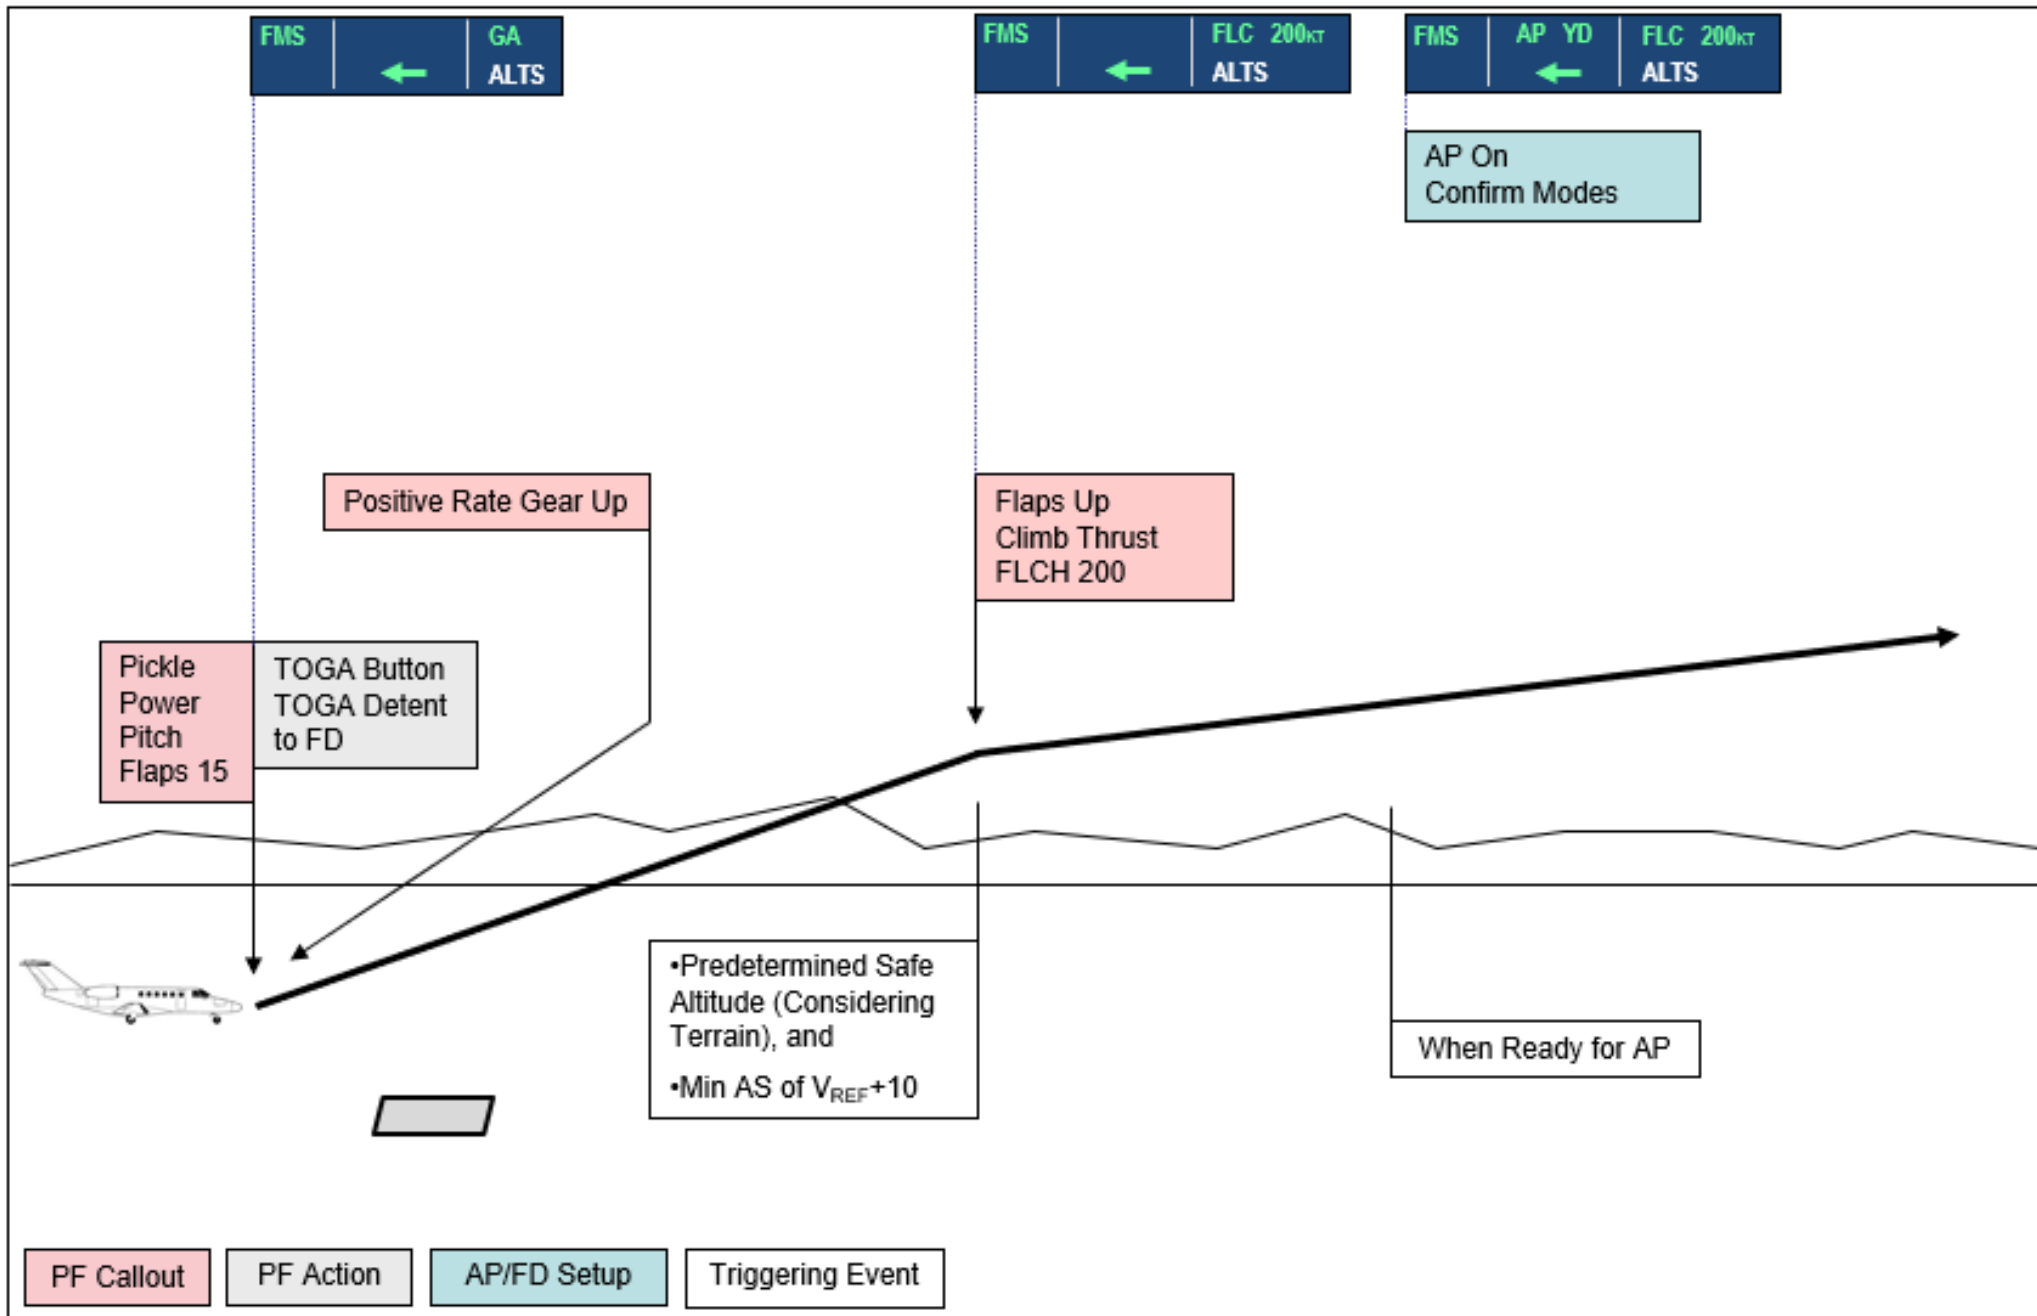 FMS GA
← ALTS
FMS FLC 200KT
← ALTS
FMS AP YD FLC 200KT
← ALTS
AP On
Confirm Modes
Positive Rate Gear Up
Flaps Up
Climb Thrust
FLCH 200
Pickle
Power
Pitch
Flaps 15
TOGA Button
TOGA Detent
to FD
•Predetermined Safe
Altitude (Considering
Terrain), and
•Min AS of VREF+10
When Ready for AP
PF Callout
PF Action
AP/FD Setup
Triggering Event